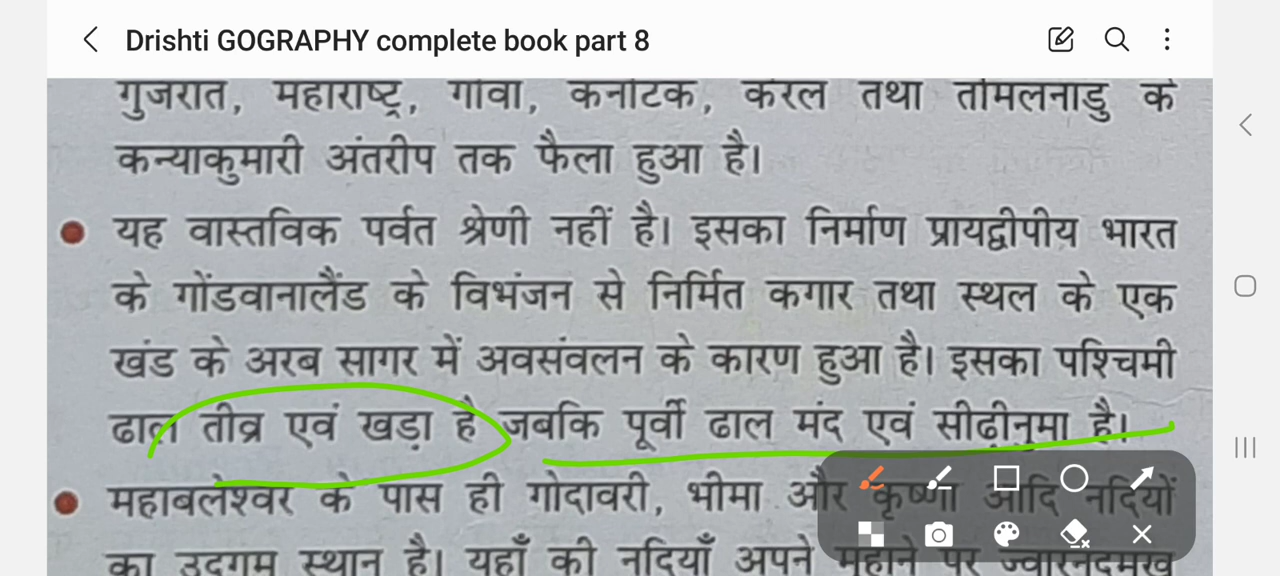 Drishti GOGRAPHY complete book part 8
गुजरात, महाराष्ट्र, गोवा, कर्नाटक, केरल तथा तमिलनाडु के
कन्याकुमारी अंतरीप तक फैला हुआ है।
यह वास्तविक पर्वत श्रेणी नहीं है। इसका निर्माण प्रायद्वीपीय भारत
के गोंडवानालैंड के विभंजन से निर्मित कगार तथा स्थल के एक
खंड के अरब सागर में अवसंवलन के कारण हुआ है। इसका पश्चिमी
ढाल तीव्र एवं खड़ा है जबकि पूर्वी ढाल मंद एवं सीढ़ीनुमा है।
महाबलेश्वर के पास ही गोदावरी, भीमा और कृष्णा आदि नदियों
का उद्गम स्थान है। यहाँ की नदियाँ अपने मुहाने पर ज्वारनदमुख